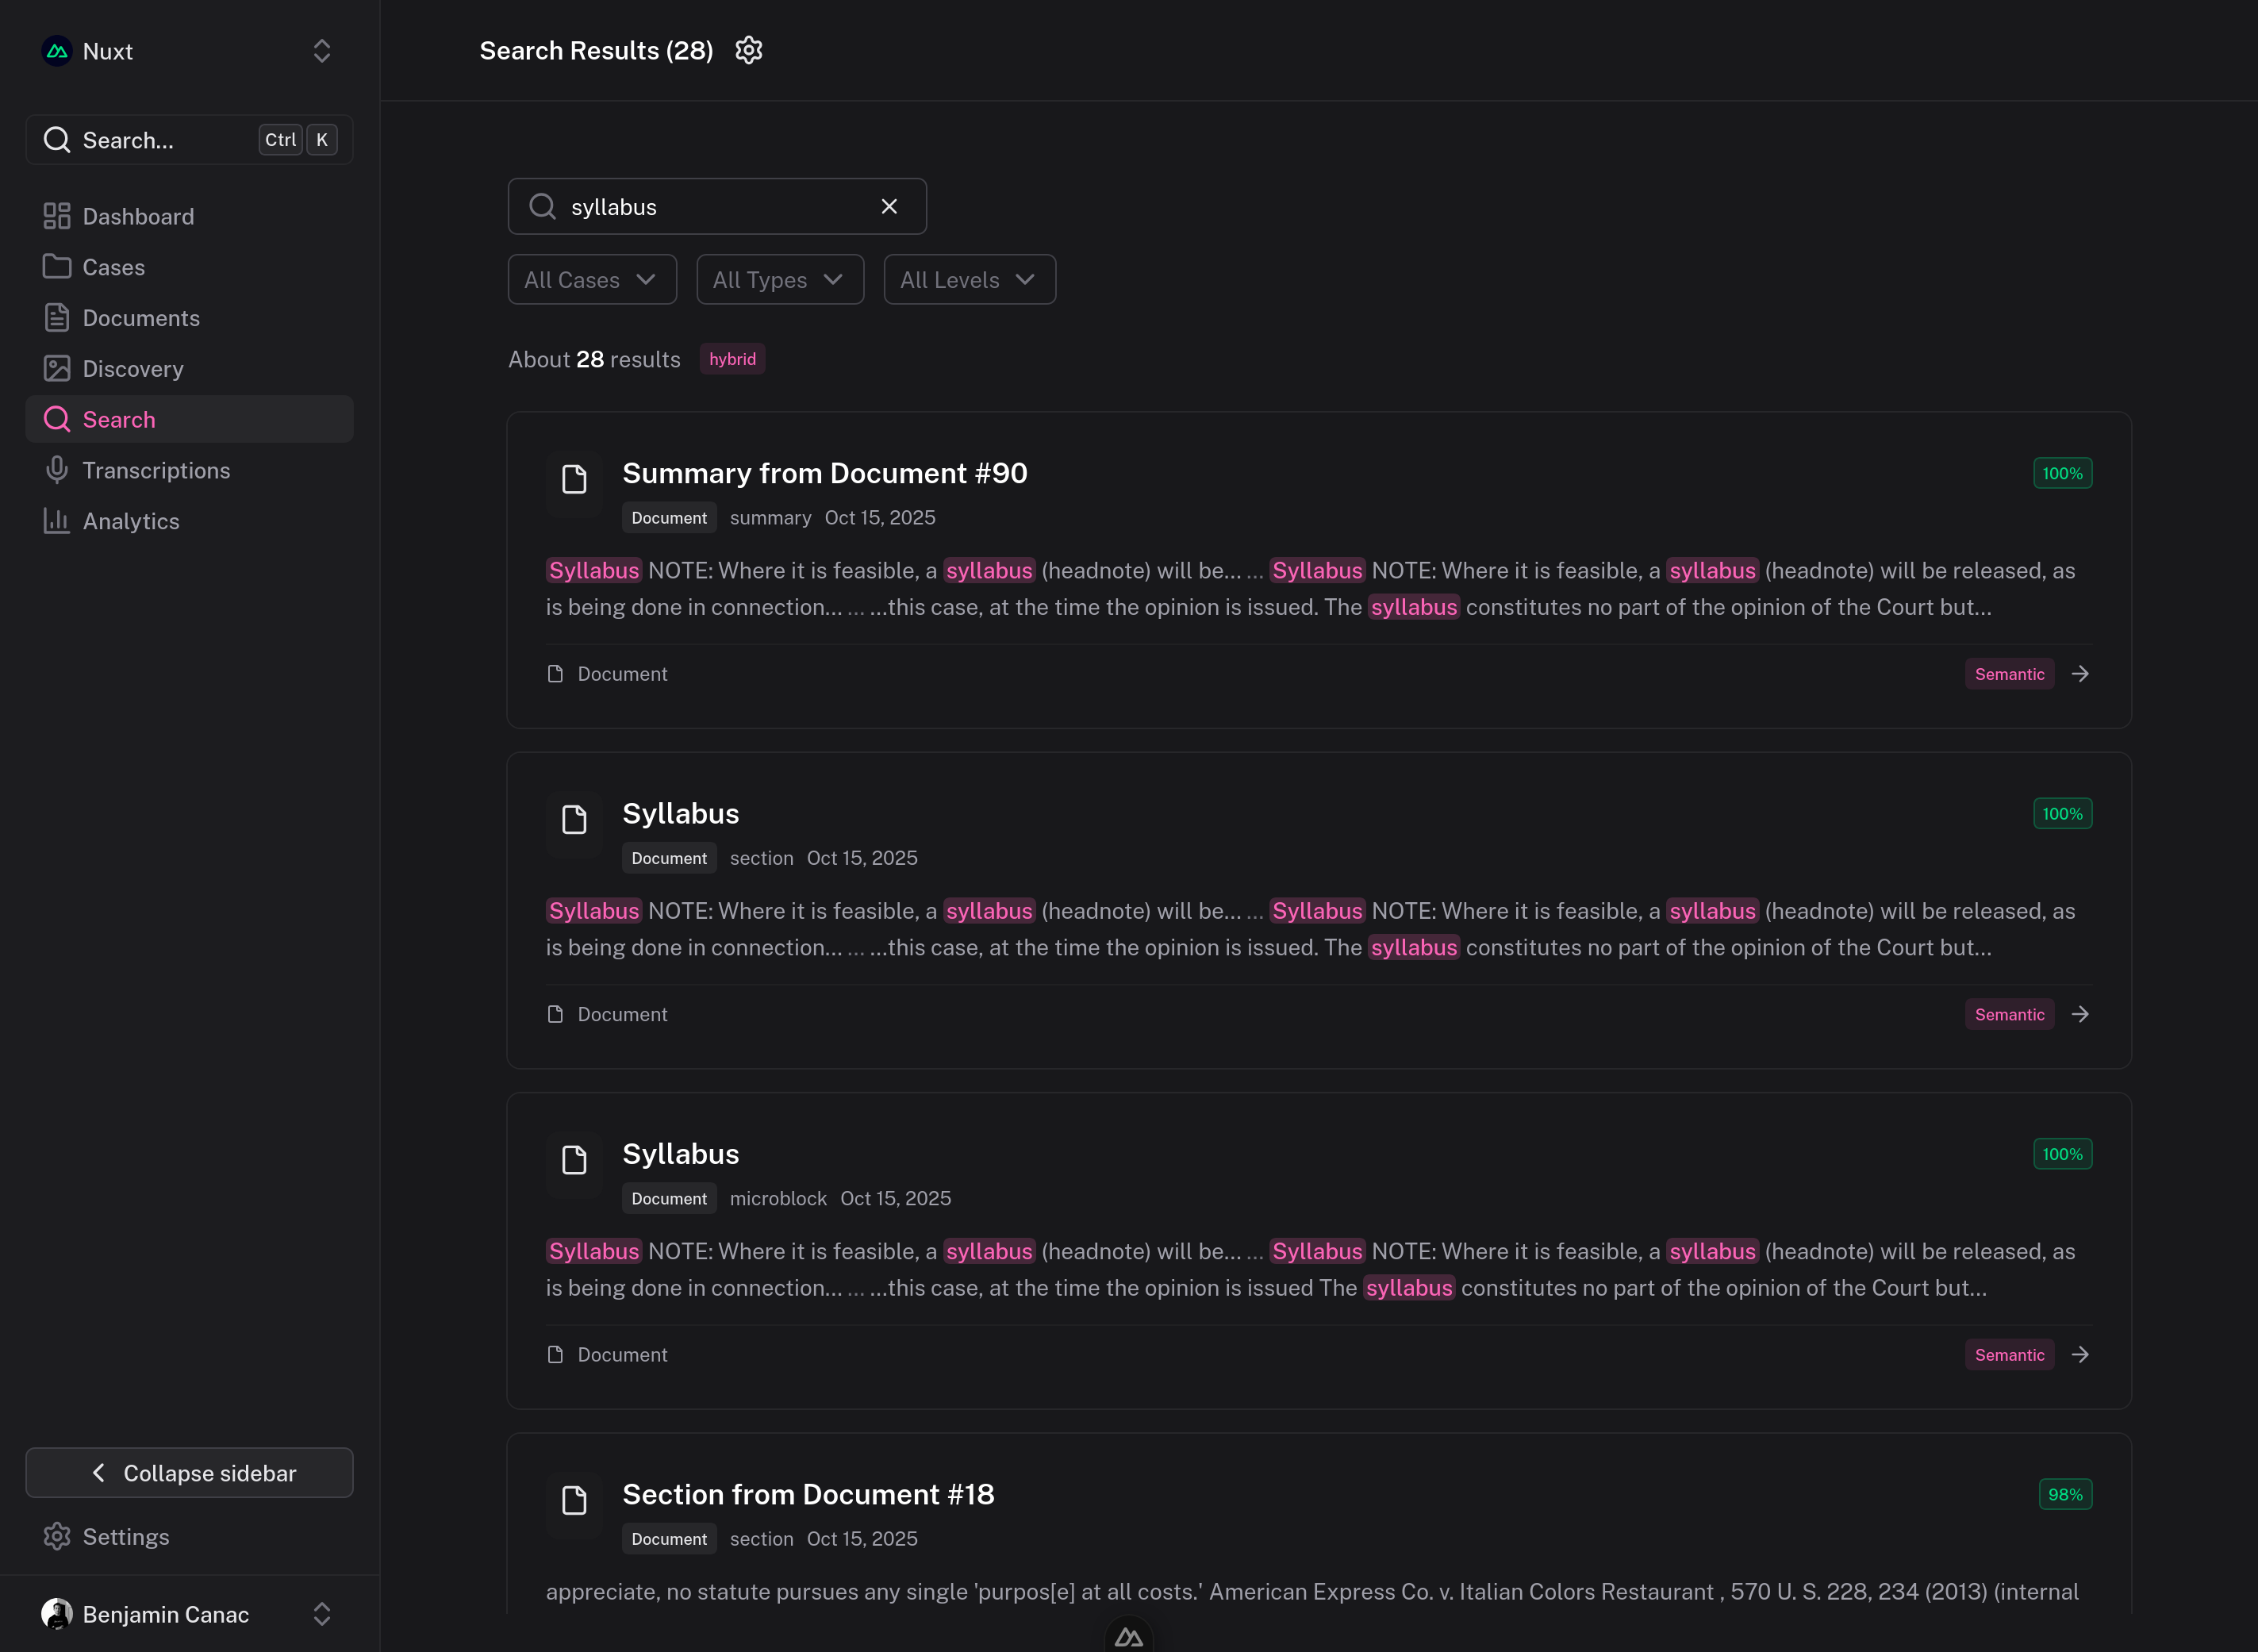 Nuxt
Search...
Ctrl K
Dashboard
Cases
Documents
Discovery
Search
Transcriptions
Analytics
Collapse sidebar
Settings
Benjamin Canac
Search Results (28)
syllabus
All Cases
All Types
All Levels
About 28 results hybrid
Summary from Document #90
100%
Document summary Oct 15, 2025
Syllabus NOTE: Where it is feasible, a syllabus (headnote) will be... ... Syllabus NOTE: Where it is feasible, a syllabus (headnote) will be released, as
is being done in connection... ... ...this case, at the time the opinion is issued. The syllabus constitutes no part of the opinion of the Court but...
Document
Semantic
Syllabus
100%
Document section Oct 15, 2025
Syllabus NOTE: Where it is feasible, a syllabus (headnote) will be... ... Syllabus NOTE: Where it is feasible, a syllabus (headnote) will be released, as
is being done in connection... ... ...this case, at the time the opinion is issued. The syllabus constitutes no part of the opinion of the Court but...
Document
Semantic
Syllabus
100%
Document microblock Oct 15, 2025
Syllabus NOTE: Where it is feasible, a syllabus (headnote) will be... ... Syllabus NOTE: Where it is feasible, a syllabus (headnote) will be released, as
is being done in connection... ... ...this case, at the time the opinion is issued The syllabus constitutes no part of the opinion of the Court but...
Document
Semantic
Section from Document #18
98%
Document section Oct 15, 2025
appreciate, no statute pursues any single 'purpos[e] at all costs.' American Express Co. v. Italian Colors Restaurant , 570 U. S. 228, 234 (2013) (internal